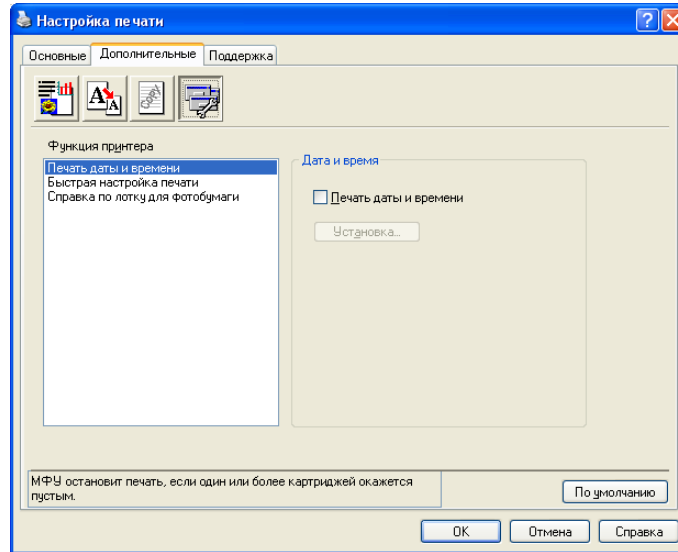 Настройка печати
Основные Дополнительные Поддержка
Функция принтера
Печать даты и времени
Быстрая настройка печати
Справка по лотку для фотобумаги
Дата и время
Печать даты и времени
Установка...
МФУ остановит печать, если один или более картриджей окажется
пустым.
По умолчанию
OK Отмена Справка